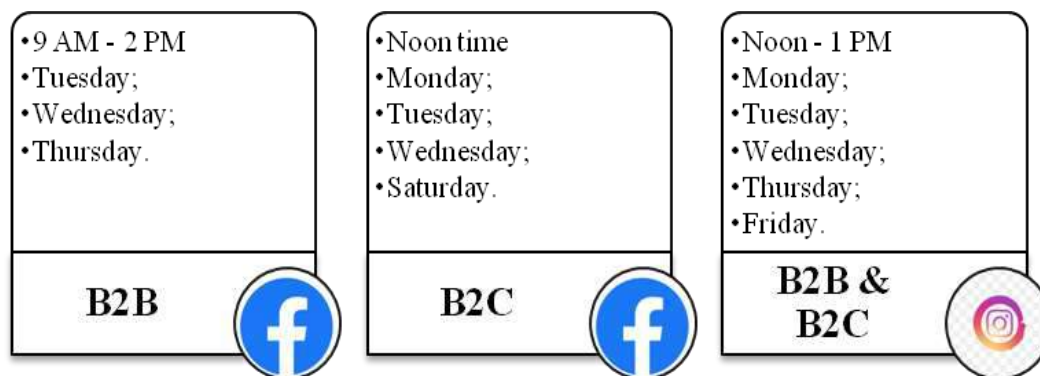 •9 AM - 2 PM
•Tuesday;
•Wednesday;
•Thursday.
B2B
•Noon time
•Monday;
•Tuesday;
•Wednesday;
•Saturday.
B2C
•Noon - 1 PM
•Monday;
•Tuesday;
•Wednesday;
•Thursday;
•Friday.
B2B &
B2C